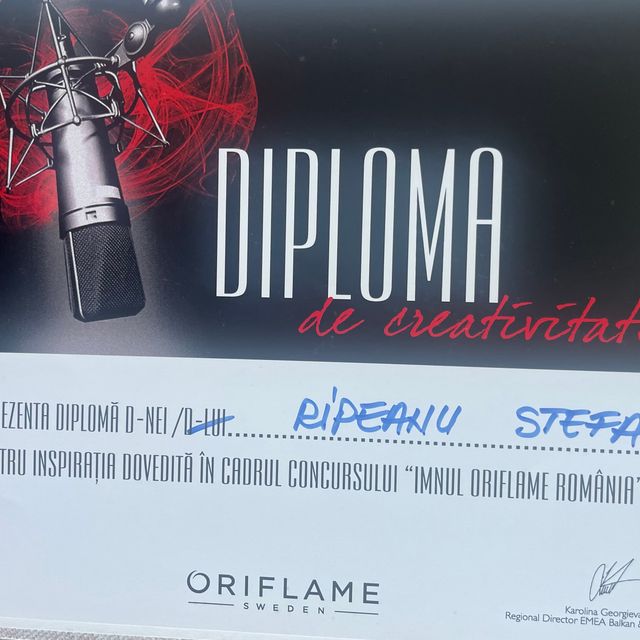 DIPLOMA
de creativitat
EZENTA DIPLOMĂ D-NEI /D-LUI RIPEANU STEFA
TRU INSPIRAȚIA DOVEDITĂ ÎN CADRUL CONCURSULUI "IMNUL ORIFLAME ROMÂNIA"
ORIFLAME
SWEDEN
Karolina Georgieva
Regional Director EMEA Balkan